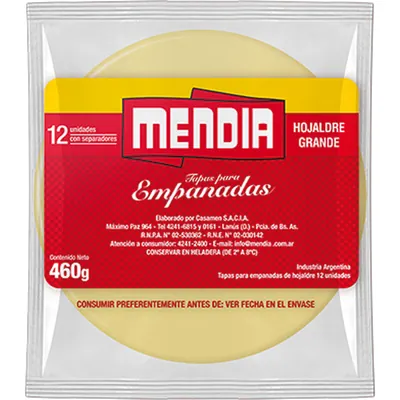 12 unidades
con separadores
MENDIA
HOJALDRE
GRANDE
Tapas para
Empanadas
Elaborado por Casamen S.A.C.I.A.
Máximo Paz 964 - Tel 4241-6815 y 0161 - Lanús (O.) - Pcia. de Bs. As.
R.N.P.A. N° 02-530362 - R.N.E. N° 02-030142
Atención a consumidor: 4241-2400 - E-mail: info@mendia .com.ar
CONSERVAR EN HELADERA (DE 2° A 8°C)
Contenido Neto
460g
Industria Argentina
Tapas para empanadas de hojaldre 12 unidades
CONSUMIR PREFERENTEMENTE ANTES DE: VER FECHA EN EL ENVASE